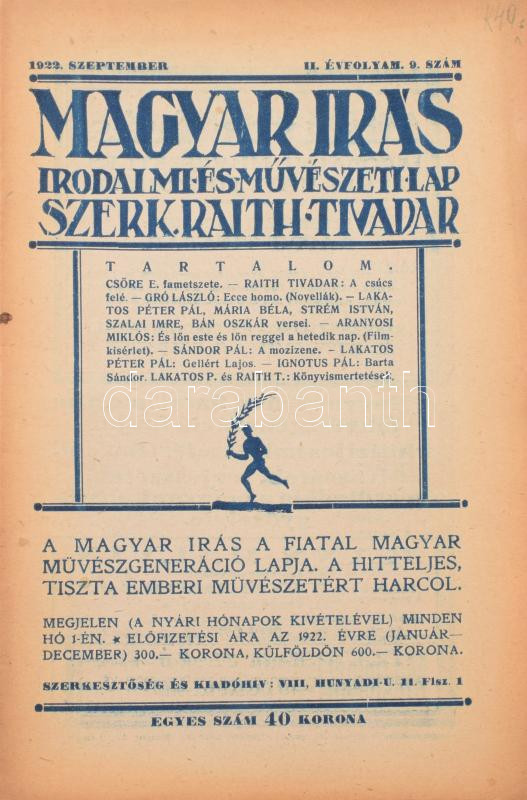 1922. SZEPTEMBER II. ÉVFOLYAM. 9. SZÁM
MAGYAR IRÁS
IRODALMI·ÉS·MŰVÉSZETI·LAP
SZERK. RAITH·TIVADAR
TARTALOM.
CSŐRE E. fametszete. — RAITH TIVADAR: A csúcs
felé. — GRÓ LÁSZLÓ: Ecce homo. (Novellák). — LAKA-
TOS PÉTER PÁL, MÁRIA BÉLA, STRÉM ISTVÁN,
SZALAI IMRE, BÁN OSZKÁR versei. — ARANYOSI
MIKLÓS: És lőn este és lőn reggel a hetedik nap. (Film-
kisérlet). — SÁNDOR PÁL: A mozizene. – LAKATOS
PÉTER PÁL: Gellért Lajos. — IGNOTUS PÁL: Barta
Sándor. LAKATOS P. és RAITH T.: Könyvismertetések.
darabanth
A MAGYAR IRÁS A FIATAL MAGYAR
MŰVÉSZGENERÁCIÓ LAPJA. A HITTELJES,
TISZTA EMBERI MŰVÉSZETÉRT HARCOL.
MEGJELEN (A NYÁRI HÓNAPOK KIVÉTELÉVEL) MINDEN
HÓ 1-ÉN. ★ ELŐFIZETÉSI ÁRA AZ 1922. ÉVRE (JANUÁR—
DECEMBER) 300.— KORONA, KÜLFÖLDÖN 600.— KORONA.
SZERKESZTŐSÉG ÉS KIADÓHIV: VIII, HUNYADI-U. 11. Flsz. 1
EGYES SZÁM 40 KORONA